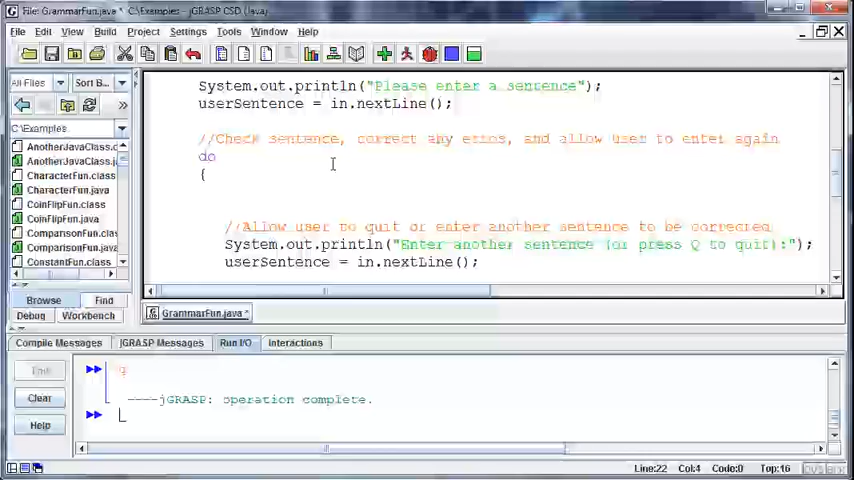 File: GrammarFun.java * C:\Examples - jGRASP CSD (Java)
File Edit View Build Project Settings Tools Window Help
All Files Sort B...
C:\Examples
AnotherJavaClass.c
AnotherJavaClass.j
CharacterFun.class
CharacterFun.java
CoinFlipFun.class
CoinFlipFun.java
ComparisonFun.clas
ComparisonFun.java
ConstantFun.class
Browse Find
Debug Workbench
System.out.println("Please enter a sentence");
userSentence = in.nextLine();
//Check sentence, correct any erros, and allow user to enter again
do
{
//Allow user to quit or enter another sentence to be corrected
System.out.println("Enter another sentence (or press Q to quit):");
userSentence = in.nextLine();
GrammarFun.java *
Compile Messages jGRASP Messages Run I/O Interactions
End
Clear
Help
q
----jGRASP: operation complete.
Line:22 Col:4 Code:0 Top:16